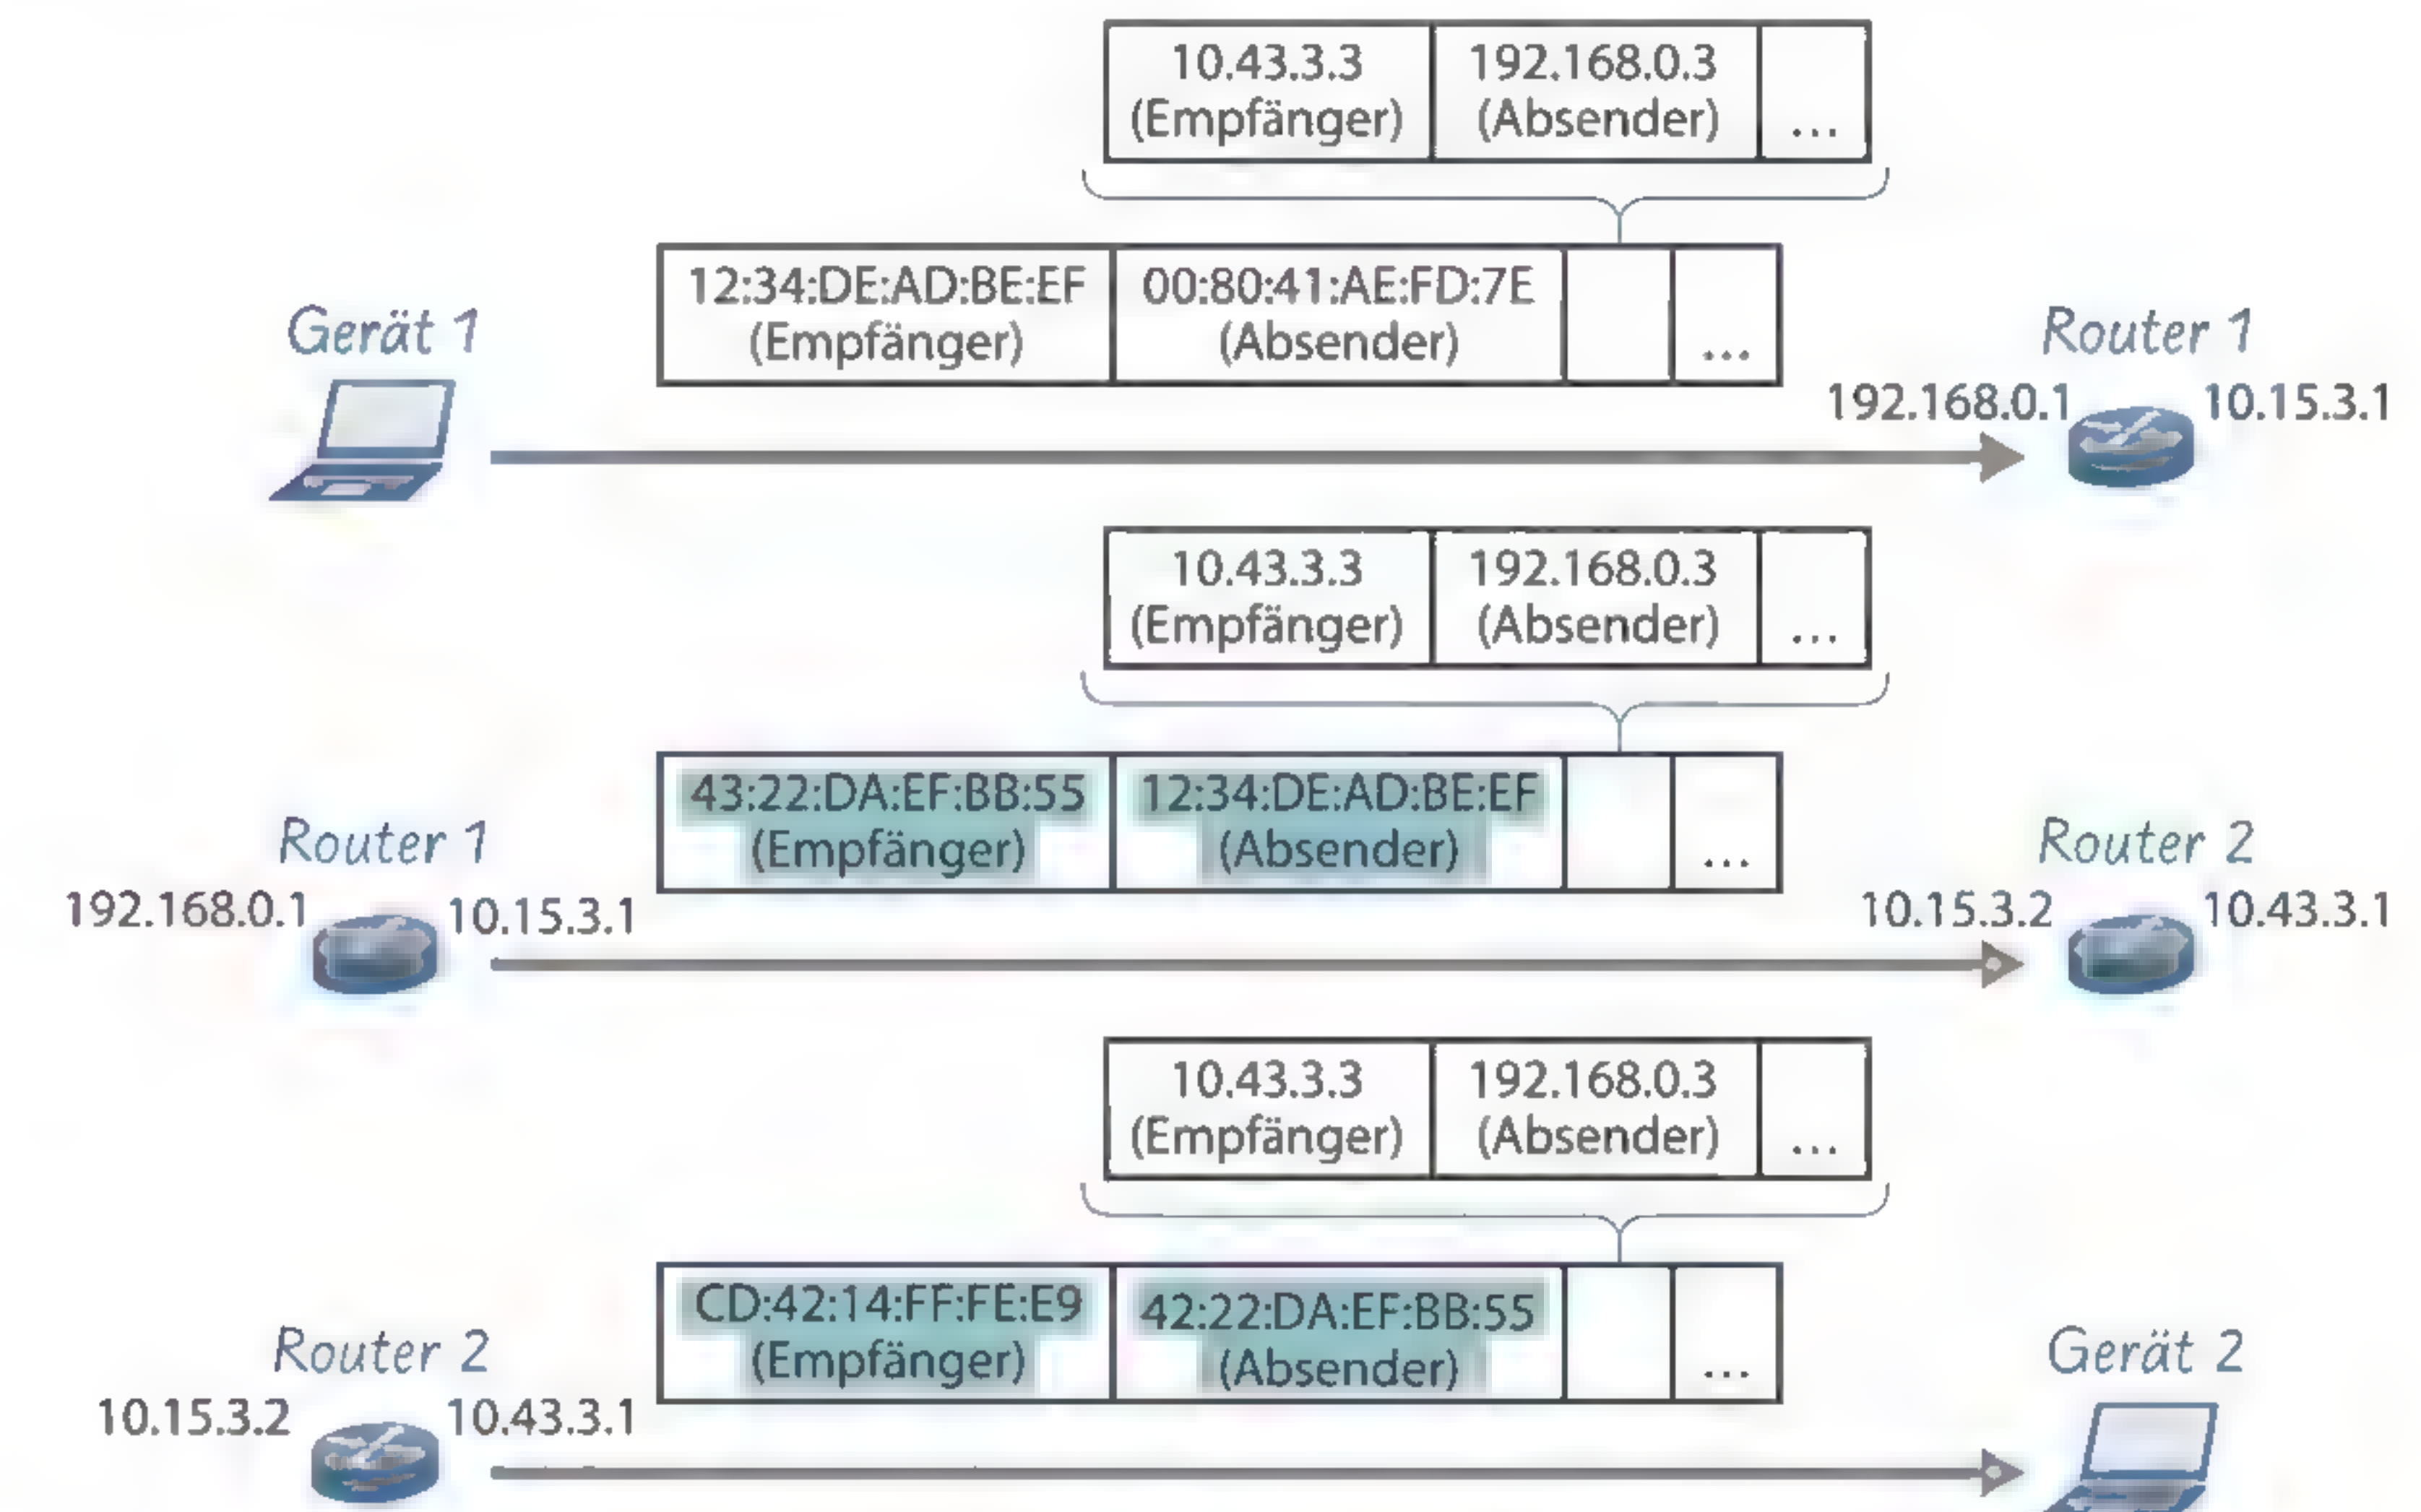 10.43.3.3
(Empfänger)
192.168.0.3
(Absender)
...
12:34:DE:AD:BE:EF
(Empfänger)
00:80:41:AE:FD:7E
(Absender)
...
Gerät 1
Router 1
192.168.0.1
10.15.3.1
10.43.3.3
(Empfänger)
192.168.0.3
(Absender)
...
43:22:DA:EF:BB:55
(Empfänger)
12:34:DE:AD:BE:EF
(Absender)
...
Router 1
192.168.0.1
10.15.3.1
Router 2
10.15.3.2
10.43.3.1
10.43.3.3
(Empfänger)
192.168.0.3
(Absender)
...
CD:42:14:FF:FE:E9
(Empfänger)
42:22:DA:EF:BB:55
(Absender)
...
Router 2
10.15.3.2
10.43.3.1
Gerät 2